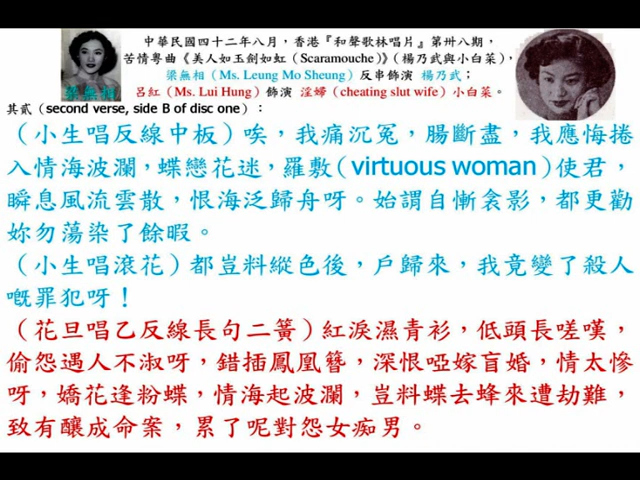 中華民國四十二年八月，香港『和聲歌林唱片』第卅八期，
苦情粵曲《美人如玉劍如虹（Scaramouche）》（楊乃武與小白菜），
梁無相（Ms. Leung Mo Sheung）反串飾演 楊乃武；
梁無相
呂紅（Ms. Lui Hung）飾演 淫婦（cheating slut wife）小白菜。
其貳（second verse, side B of disc one）：
（小生唱反線中板）唉，我痛沉冤，腸斷盡，我應悔捲
入情海波瀾，蝶戀花迷，羅敷（virtuous woman）使君，
瞬息風流雲散，恨海泛歸舟呀。始謂自慚衾影，都更勸
妳勿蕩染了餘暇。
（小生唱滾花）都豈料縱色後，戶歸來，我竟變了殺人
嘅罪犯呀！
（花旦唱乙反線長句二簧）紅淚濕青衫，低頭長嗟嘆，
偷怨遇人不淑呀，錯插鳳凰簪，深恨啞嫁盲婚，情太慘
呀，嬌花逢粉蝶，情海起波瀾，豈料蝶去蜂來遭劫難，
致有釀成命案，累了呢對怨女痴男。